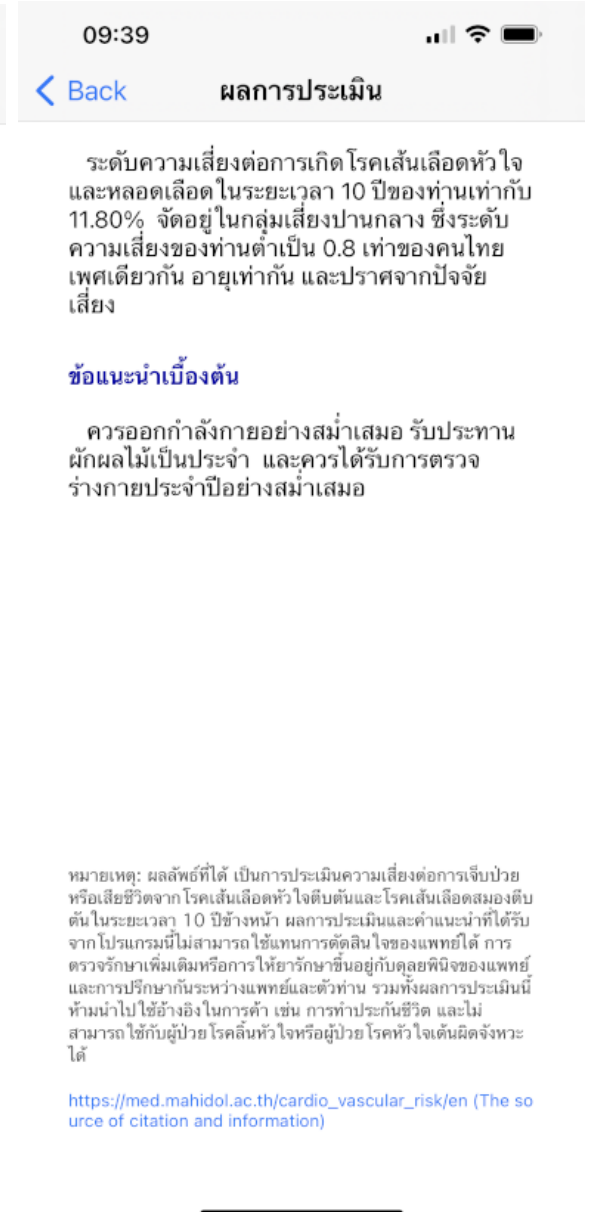 09:39
Back
ผลการประเมิน
ระดับความเสี่ยงต่อการเกิดโรคเส้นเลือดหัวใจ
และหลอดเลือดในระยะเวลา 10 ปีของท่านเท่ากับ
11.80% จัดอยู่ในกลุ่มเสี่ยงปานกลาง ซึ่งระดับ
ความเสี่ยงของท่านต่ำเป็น 0.8 เท่าของคนไทย
เพศเดียวกัน อายุเท่ากัน และปราศจากปัจจัย
เสี่ยง
ข้อแนะนำเบื้องต้น
ควรออกกำลังกายอย่างสม่ำเสมอ รับประทาน
ผักผลไม้เป็นประจำ และควรได้รับการตรวจ
ร่างกายประจำปีอย่างสม่ำเสมอ
หมายเหตุ: ผลลัพธ์ที่ได้ เป็นการประเมินความเสี่ยงต่อการเจ็บป่วย
หรือเสียชีวิตจากโรคเส้นเลือดหัวใจตีบตันและโรคเส้นเลือดสมองตีบ
ตันในระยะเวลา 10 ปีข้างหน้า ผลการประเมินและคำแนะนำที่ได้รับ
จากโปรแกรมนี้ไม่สามารถใช้แทนการตัดสินใจของแพทย์ได้ การ
ตรวจรักษาเพิ่มเติมหรือการให้ยารักษาขึ้นอยู่กับดุลยพินิจของแพทย์
และการปรึกษากันระหว่างแพทย์และตัวท่าน รวมทั้งผลการประเมินนี้
ห้ามนำไปใช้อ้างอิงในการค้า เช่น การทำประกันชีวิต และไม่
สามารถใช้กับผู้ป่วยโรคลิ้นหัวใจหรือผู้ป่วยโรคหัวใจเต้นผิดจังหวะ
ได้
https://med.mahidol.ac.th/cardio_vascular_risk/en (The so
urce of citation and information)